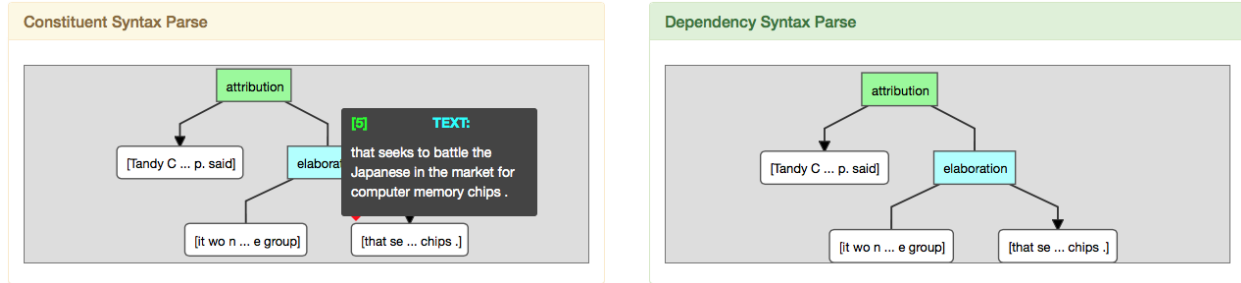 Constituent Syntax Parse
attribution
[5] TEXT:
that seeks to battle the
Japanese in the market for
computer memory chips .
[Tandy C ... p. said]
elaborat
[it wo n ... e group]
[that se ... chips .]
Dependency Syntax Parse
attribution
[Tandy C ... p. said]
elaboration
[it wo n ... e group]
[that se ... chips .]